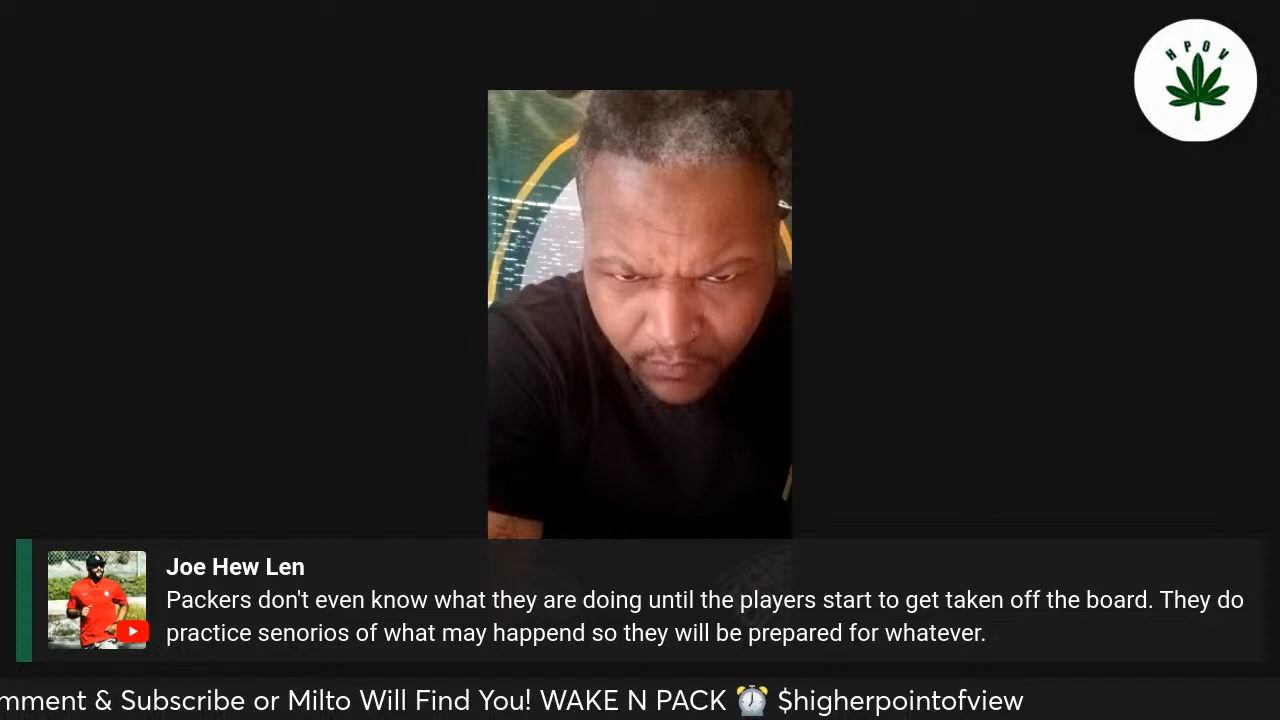 HPOV
Joe Hew Len
Packers don't even know what they are doing until the players start to get taken off the board. They do
practice senorios of what may happend so they will be prepared for whatever.
mment & Subscribe or Milto Will Find You! WAKE N PACK ⏰ $higherpointofview